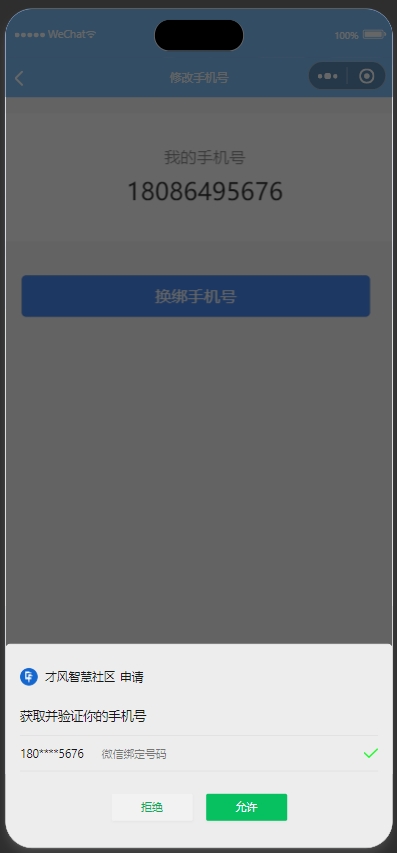 WeChat 100%
修改手机号
我的手机号
18086495676
换绑手机号
才风智慧社区 申请
获取并验证你的手机号
180****5676 微信绑定号码
拒绝 允许